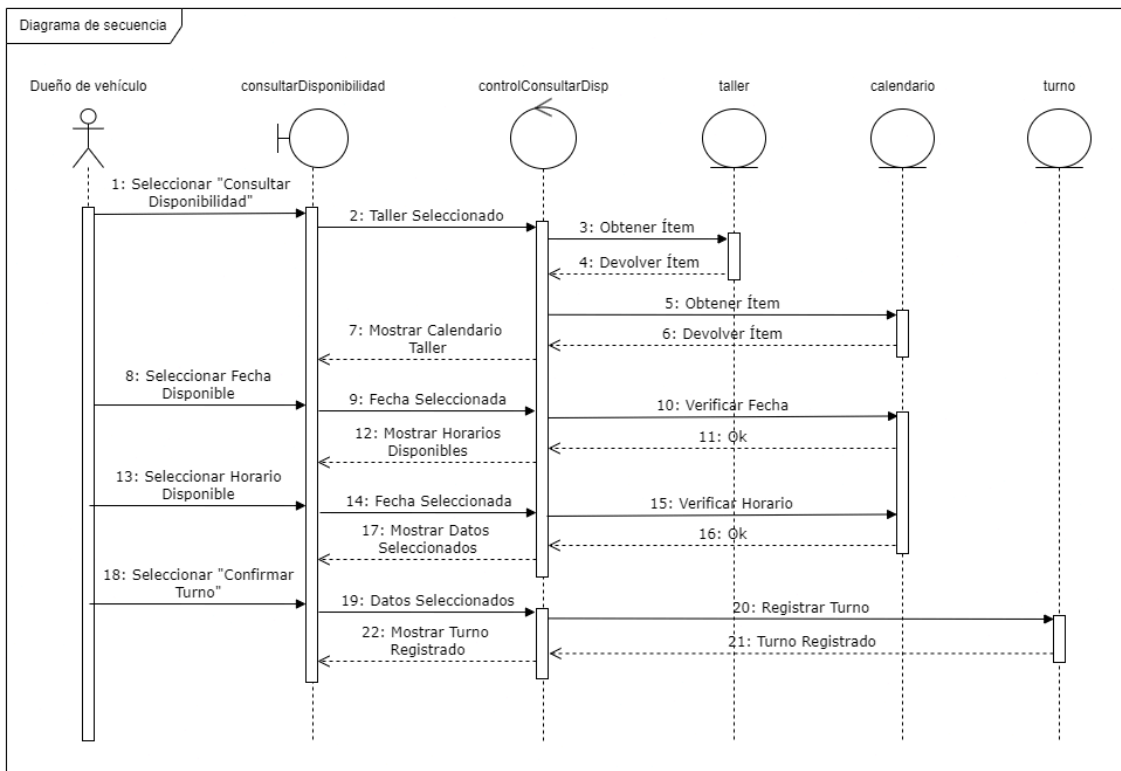 Diagrama de secuencia
Dueño de vehículo
consultarDisponibilidad
controlConsultarDisp
taller
calendario
turno
1: Seleccionar "Consultar
Disponibilidad"
2: Taller Seleccionado
3: Obtener Ítem
4: Devolver Ítem
5: Obtener Ítem
6: Devolver Ítem
7: Mostrar Calendario
Taller
8: Seleccionar Fecha
Disponible
9: Fecha Seleccionada
10: Verificar Fecha
11: Ok
12: Mostrar Horarios
Disponibles
13: Seleccionar Horario
Disponible
14: Fecha Seleccionada
15: Verificar Horario
16: Ok
17: Mostrar Datos
Seleccionados
18: Seleccionar "Confirmar
Turno"
19: Datos Seleccionados
20: Registrar Turno
21: Turno Registrado
22: Mostrar Turno
Registrado